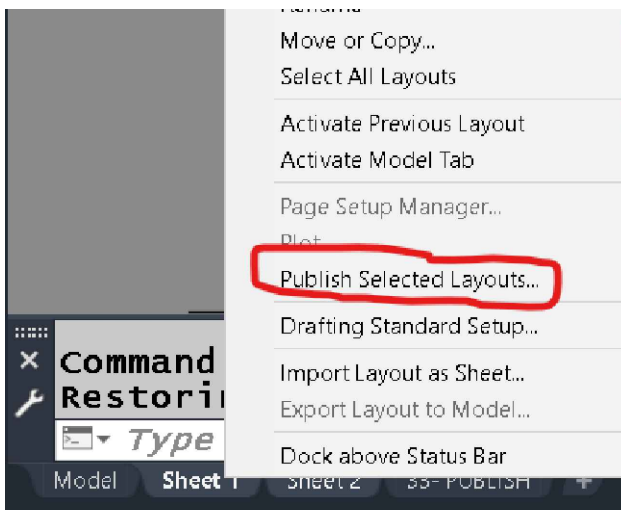 Rename
Move or Copy...
Select All Layouts
Activate Previous Layout
Activate Model Tab
Page Setup Manager...
Plot...
Publish Selected Layouts...
Drafting Standard Setup...
Import Layout as Sheet...
Export Layout to Model...
Dock above Status Bar
Command
Restorin
Type
Model Sheet 1 Sheet 2 33- PUBLISH +